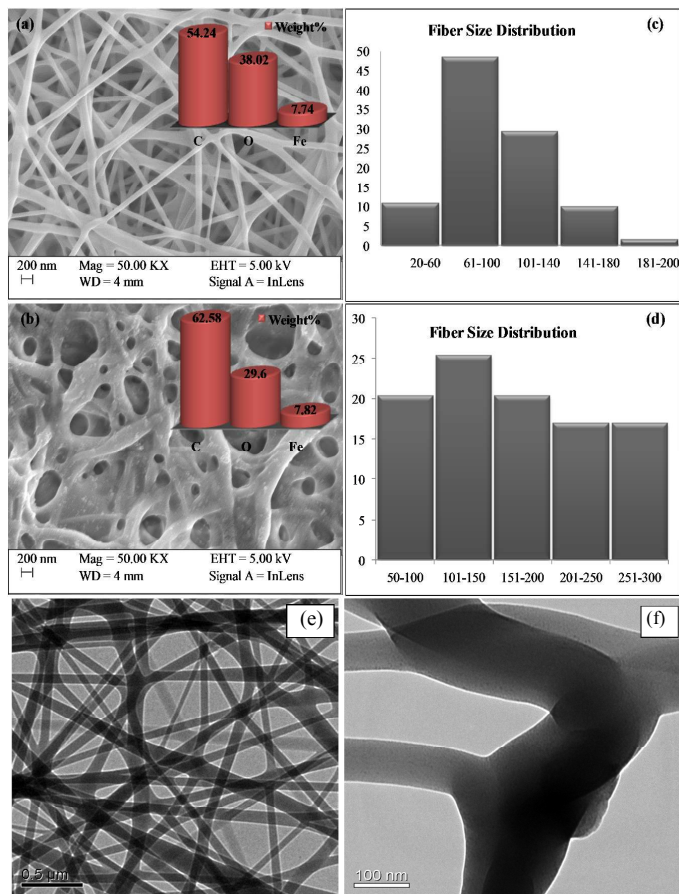 (a)
Weight%
54.24
38.02
7.74
C O Fe
200 nm Mag = 50.00 KX EHT = 5.00 kV
WD = 4 mm Signal A = InLens
Fiber Size Distribution (c)
50
45
40
35
30
25
20
15
10
5
0
20-60 61-100 101-140 141-180 181-200
(b)
Weight%
62.58
29.6
7.82
C O Fe
200 nm Mag = 50.00 KX EHT = 5.00 kV
WD = 4 mm Signal A = InLens
Fiber Size Distribution (d)
30
25
20
15
10
5
0
50-100 101-150 151-200 201-250 251-300
(e)
0.5 µm
(f)
100 nm